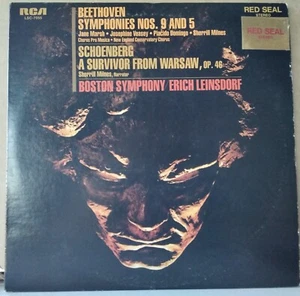 RCA
RED SEAL
STEREO
BEETHOVEN
SYMPHONIES NOS. 9 AND 5
Jane Marsh • Josephine Veasey • Plácido Domingo • Sherrill Milnes
Chorus Pro Musica • New England Conservatory Chorus
SCHOENBERG
A SURVIVOR FROM WARSAW, OP. 46
Sherrill Milnes, Narrator
BOSTON SYMPHONY ERICH LEINSDORF
RED SEAL